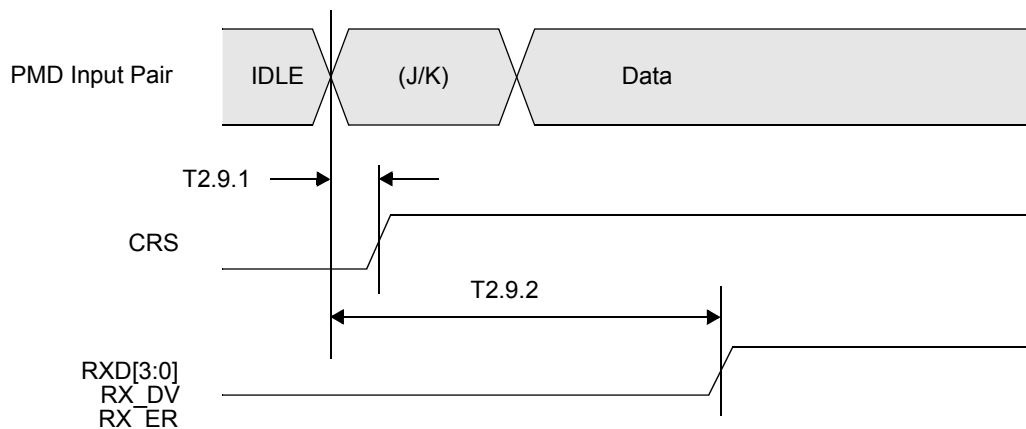 PMD Input Pair IDLE (J/K) Data
T2.9.1
CRS
T2.9.2
RXD[3:0]
RX_DV
RX_ER